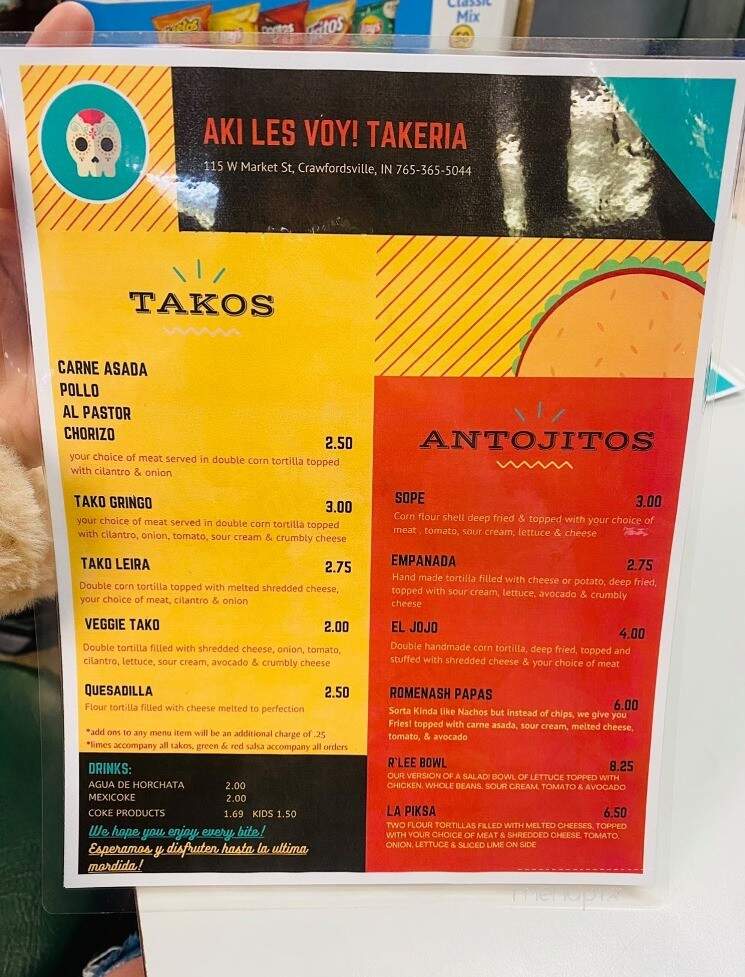 Classic
Mix
AKI LES VOY! TAKERIA
115 W Market St, Crawfordsville, IN 765-365-5044
TAKOS
CARNE ASADA
POLLO
AL PASTOR
CHORIZO 2.50
your choice of meat served in double corn tortilla topped
with cilantro & onion
TAKO GRINGO 3.00
your choice of meat served in double corn tortilla topped
with cilantro, onion, tomato, sour cream & crumbly cheese
TAKO LEIRA 2.75
Double corn tortilla topped with melted shredded cheese,
your choice of meat, cilantro & onion
VEGGIE TAKO 2.00
Double tortilla filled with shredded cheese, onion, tomato,
cilantro, lettuce, sour cream, avocado & crumbly cheese
QUESADILLA 2.50
Flour tortilla filled with cheese melted to perfection
*add ons to any menu item will be an additional charge of .25
*limes accompany all takos, green & red salsa accompany all orders
DRINKS:
AGUA DE HORCHATA 2.00
MEXICOKE 2.00
COKE PRODUCTS 1.69 KIDS 1.50
We hope you enjoy every bite!
Esperamos y disfruten hasta la ultima
mordida!
ANTOJITOS
SOPE 3.00
Corn flour shell deep fried & topped with your choice of
meat , tomato, sour cream, lettuce & cheese
EMPANADA 2.75
Hand made tortilla filled with cheese or potato, deep fried,
topped with sour cream, lettuce, avocado & crumbly
cheese
EL JOJO 4.00
Double handmade corn tortilla, deep fried, topped and
stuffed with shredded cheese & your choice of meat
ROMENASH PAPAS 6.00
Sorta Kinda like Nachos but instead of chips, we give you
Fries! topped with carne asada, sour cream, melted cheese,
tomato, & avocado
R`LEE BOWL 8.25
OUR VERSION OF A SALAD! BOWL OF LETTUCE TOPPED WITH
CHICKEN, WHOLE BEANS, SOUR CREAM, TOMATO & AVOCADO
LA PIKSA 6.50
TWO FLOUR TORTILLAS FILLED WITH MELTED CHEESES, TOPPED
WITH YOUR CHOICE OF MEAT & SHREDDED CHEESE, TOMATO,
ONION, LETTUCE & SLICED LIME ON SIDE
menupix